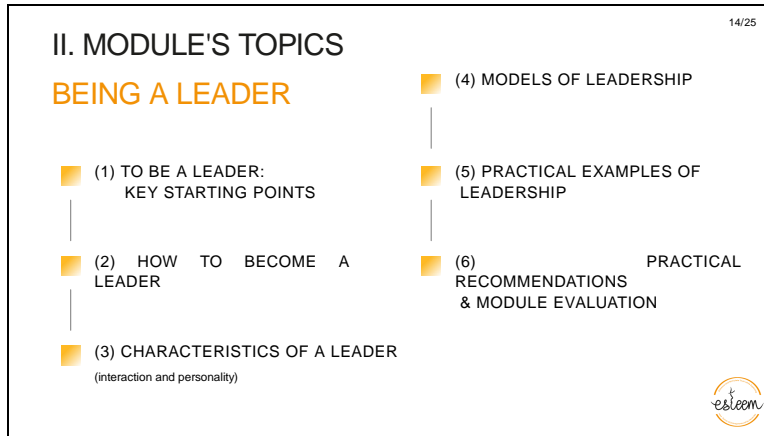 14/25
II. MODULE'S TOPICS
BEING A LEADER
(1) TO BE A LEADER:
KEY STARTING POINTS
(2) HOW TO BECOME A
LEADER
(3) CHARACTERISTICS OF A LEADER
(interaction and personality)
(4) MODELS OF LEADERSHIP
(5) PRACTICAL EXAMPLES OF
LEADERSHIP
(6) PRACTICAL
RECOMMENDATIONS
& MODULE EVALUATION
esteem